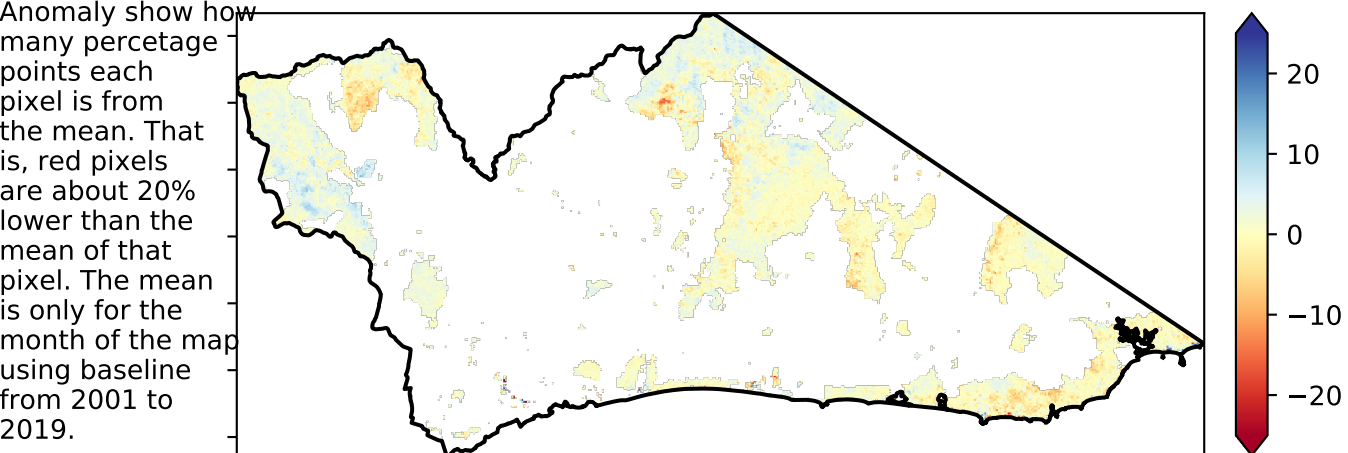 Anomaly show how
many percetage
points each
pixel is from
the mean. That
is, red pixels
are about 20%
lower than the
mean of that
pixel. The mean
is only for the
month of the map
using baseline
from 2001 to
2019.
20
10
0
−10
−20